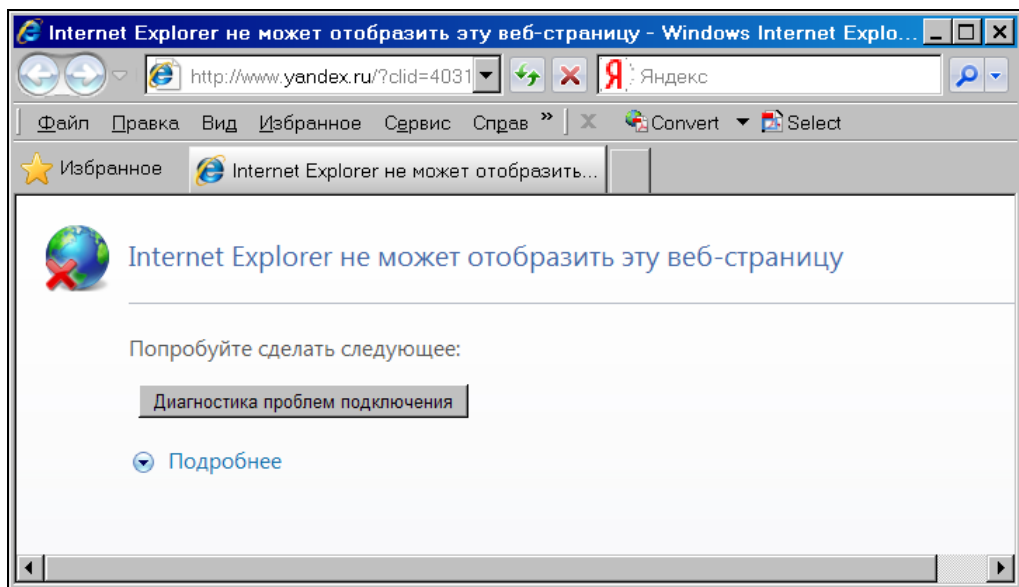 Internet Explorer не может отобразить эту веб-страницу - Windows Internet Explo...
http://www.yandex.ru/?clid=4031 Я Яндекс
Файл Правка Вид Избранное Сервис Справ » X Convert Select
Избранное Internet Explorer не может отобразить...
Internet Explorer не может отобразить эту веб-страницу
Попробуйте сделать следующее:
Диагностика проблем подключения
Подробнее